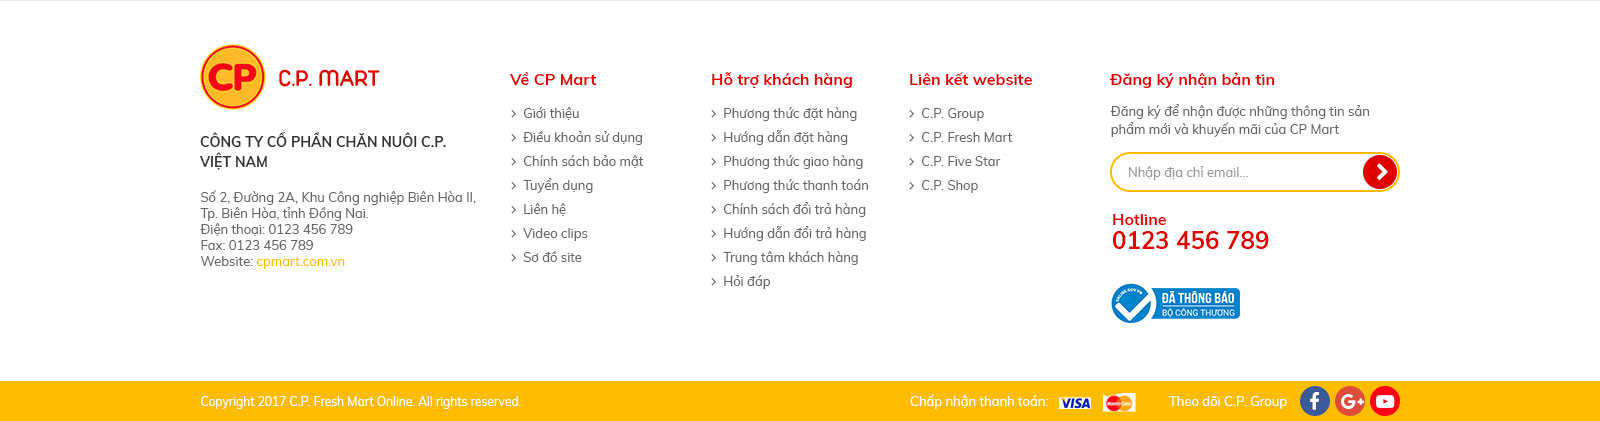 CP C.P. MART
CÔNG TY CỔ PHẦN CHĂN NUÔI C.P.
VIỆT NAM
Số 2, Đường 2A, Khu Công nghiệp Biên Hòa II,
Tp. Biên Hòa, tỉnh Đồng Nai.
Điện thoại: 0123 456 789
Fax: 0123 456 789
Website: cpmart.com.vn
Về CP Mart
Giới thiệu
Điều khoản sử dụng
Chính sách bảo mật
Tuyển dụng
Liên hệ
Video clips
Sơ đồ site
Hỗ trợ khách hàng
Phương thức đặt hàng
Hướng dẫn đặt hàng
Phương thức giao hàng
Phương thức thanh toán
Chính sách đổi trả hàng
Hướng dẫn đổi trả hàng
Trung tâm khách hàng
Hỏi đáp
Liên kết website
C.P. Group
C.P. Fresh Mart
C.P. Five Star
C.P. Shop
Đăng ký nhận bản tin
Đăng ký để nhận được những thông tin sản
phẩm mới và khuyến mãi của CP Mart
Nhập địa chỉ email...
Hotline
0123 456 789
ONLINE.GOV.VN
ĐÃ THÔNG BÁO
BỘ CÔNG THƯƠNG
Copyright 2017 C.P. Fresh Mart Online. All rights reserved.
Chấp nhận thanh toán: VISA MasterCard
Theo dõi C.P. Group f G+